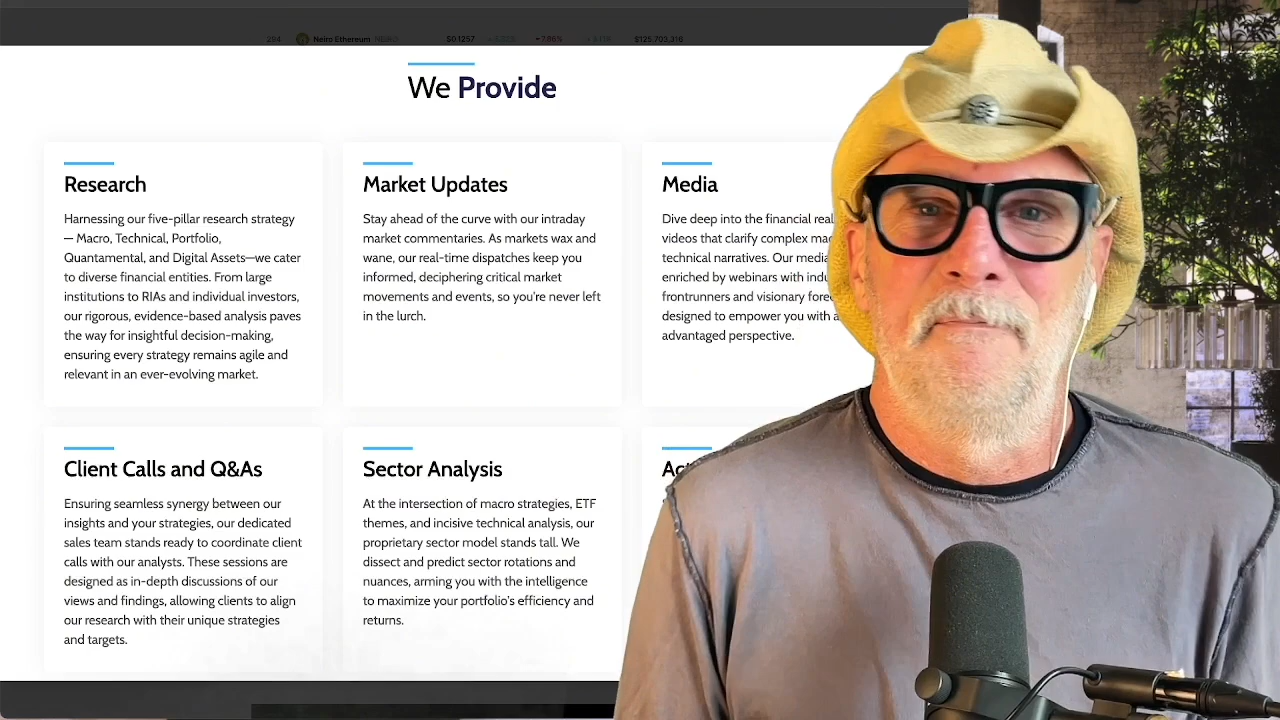 294 Neiro Ethereum $0.1257 7.86% $125,703,316
We Provide
Research
Harnessing our five-pillar research strategy
— Macro, Technical, Portfolio,
Quantamental, and Digital Assets—we cater
to diverse financial entities. From large
institutions to RIAs and individual investors,
our rigorous, evidence-based analysis paves
the way for insightful decision-making,
ensuring every strategy remains agile and
relevant in an ever-evolving market.
Market Updates
Stay ahead of the curve with our intraday
market commentaries. As markets wax and
wane, our real-time dispatches keep you
informed, deciphering critical market
movements and events, so you're never left
in the lurch.
Media
Dive deep into the financial
videos that clarify complex
technical narratives. Our media
enriched by webinars with
frontrunners and visionary
designed to empower you with a
advantaged perspective.
Client Calls and Q&As
Ensuring seamless synergy between our
insights and your strategies, our dedicated
sales team stands ready to coordinate client
calls with our analysts. These sessions are
designed as in-depth discussions of our
views and findings, allowing clients to align
our research with their unique strategies
and targets.
Sector Analysis
At the intersection of macro strategies, ETF
themes, and incisive technical analysis, our
proprietary sector model stands tall. We
dissect and predict sector rotations and
nuances, arming you with the intelligence
to maximize your portfolio's efficiency and
returns.